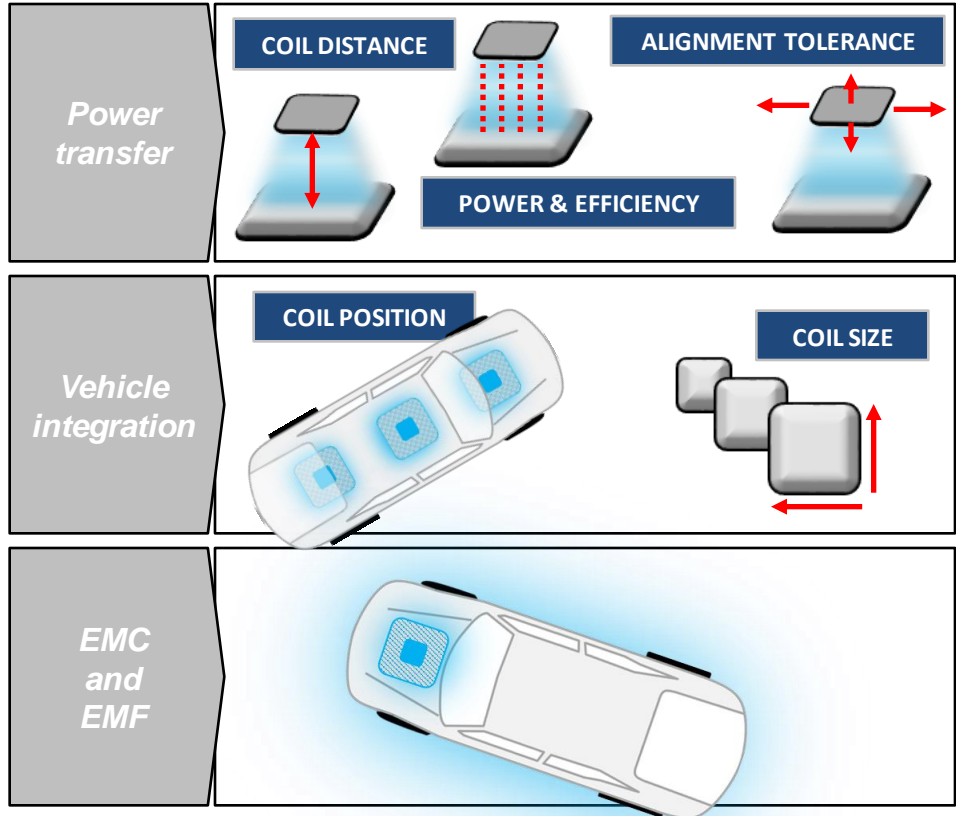 Power
transfer
COIL DISTANCE
ALIGNMENT TOLERANCE
POWER & EFFICIENCY
Vehicle
integration
COIL POSITION
COIL SIZE
EMC
and
EMF